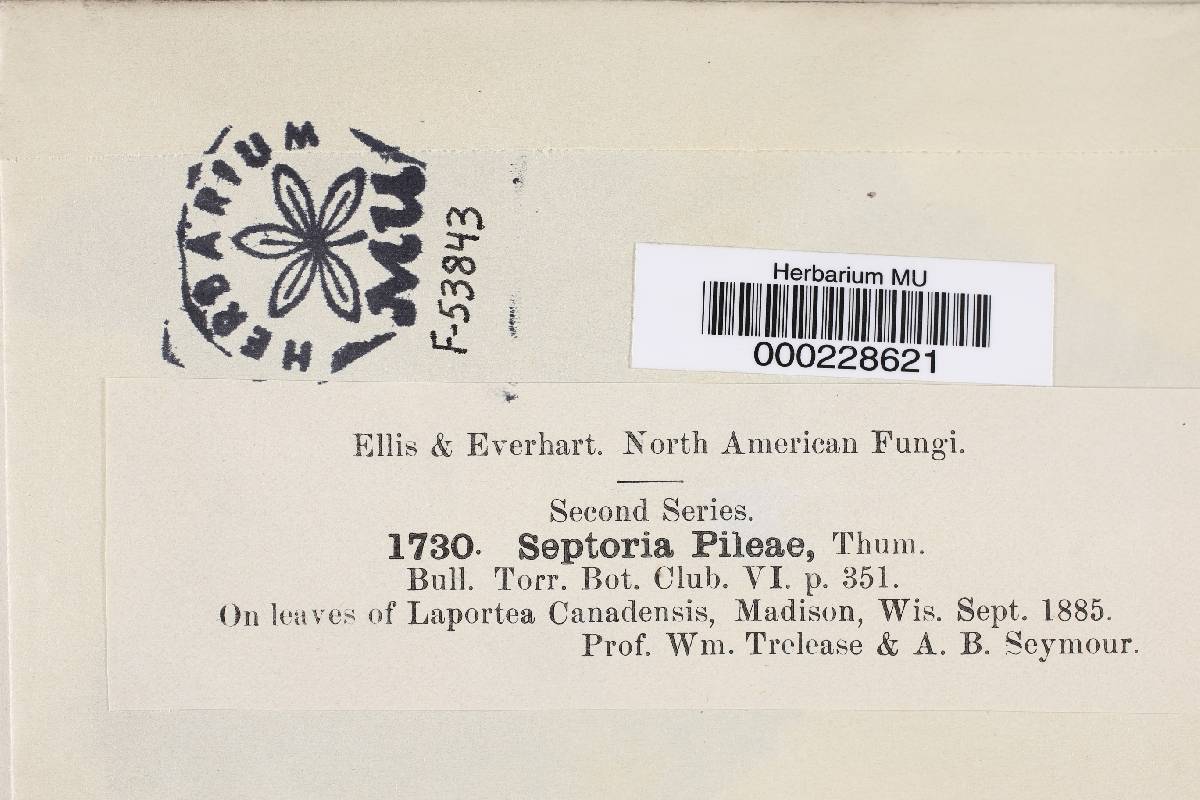 HERBARIUM MU
F-53843
Herbarium MU
000228621
Ellis & Everhart. North American Fungi.
Second Series.
1730. Septoria Pileae, Thum.
Bull. Torr. Bot. Club. VI. p. 351.
On leaves of Laportea Canadensis, Madison, Wis. Sept. 1885.
Prof. Wm. Trelease & A. B. Seymour.